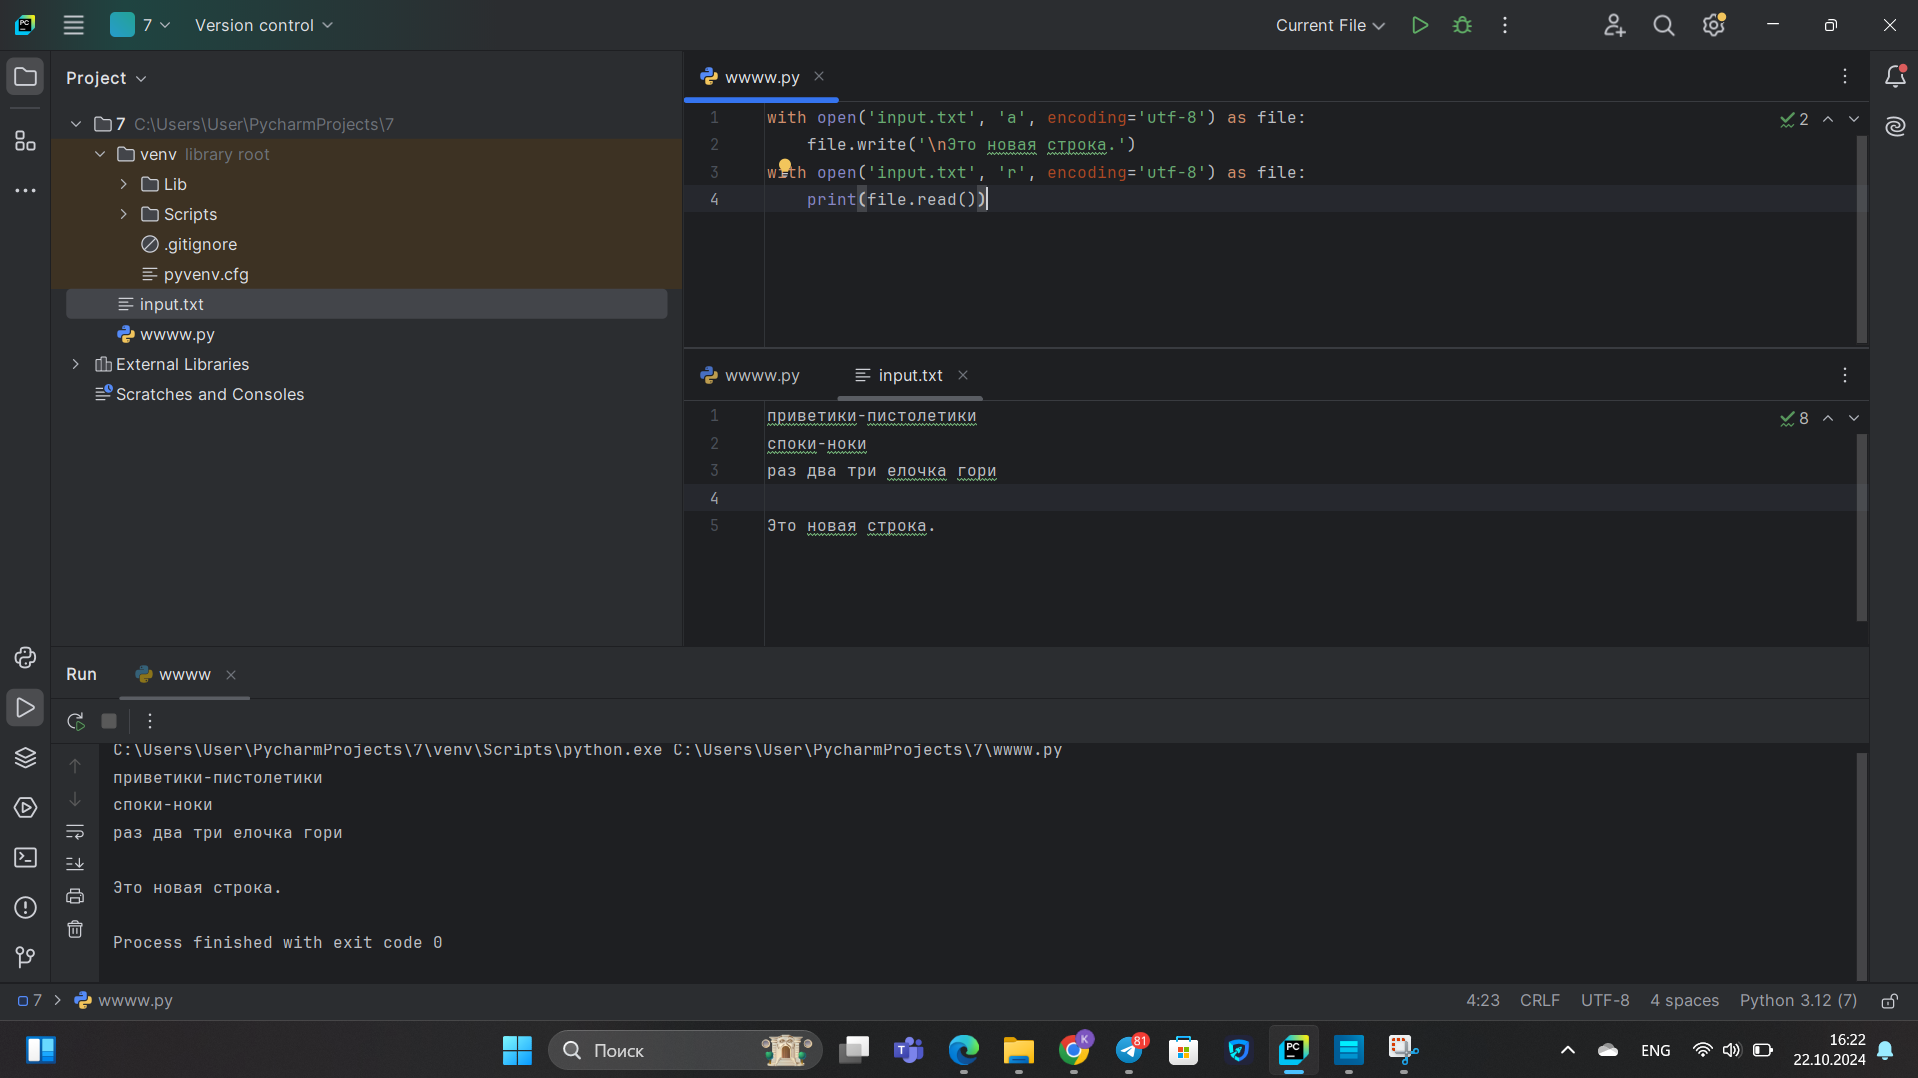 7
Version control
Current File
Project
7 C:\Users\User\PycharmProjects\7
venv library root
Lib
Scripts
.gitignore
pyvenv.cfg
input.txt
wwww.py
External Libraries
Scratches and Consoles
wwww.py
1 with open('input.txt', 'a', encoding='utf-8') as file:
2 file.write('\nЭто новая строка.')
3 with open('input.txt', 'r', encoding='utf-8') as file:
4 print(file.read())
2
wwww.py
input.txt
1 приветики-пистолетики
2 споки-ноки
3 раз два три елочка гори
4
5 Это новая строка.
8
Run
wwww
C:\Users\User\PycharmProjects\7\venv\Scripts\python.exe C:\Users\User\PycharmProjects\7\wwww.py
приветики-пистолетики
споки-ноки
раз два три елочка гори
Это новая строка.
Process finished with exit code 0
7 > wwww.py
4:23 CRLF UTF-8 4 spaces Python 3.12 (7)
Поиск
K
81
PC
ENG
16:22
22.10.2024